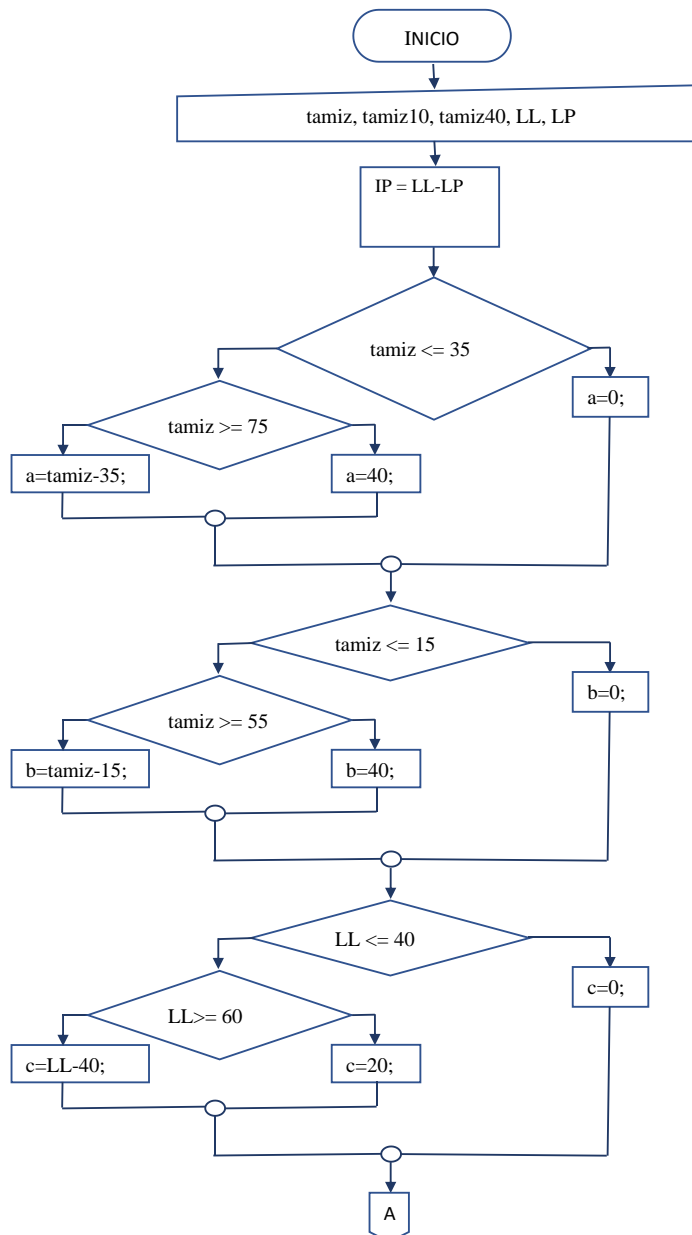 INICIO
tamiz, tamiz10, tamiz40, LL, LP
IP = LL-LP
tamiz <= 35
a=0;
tamiz >= 75
a=tamiz-35;
a=40;
tamiz <= 15
b=0;
tamiz >= 55
b=tamiz-15;
b=40;
LL <= 40
c=0;
LL>= 60
c=LL-40;
c=20;
A